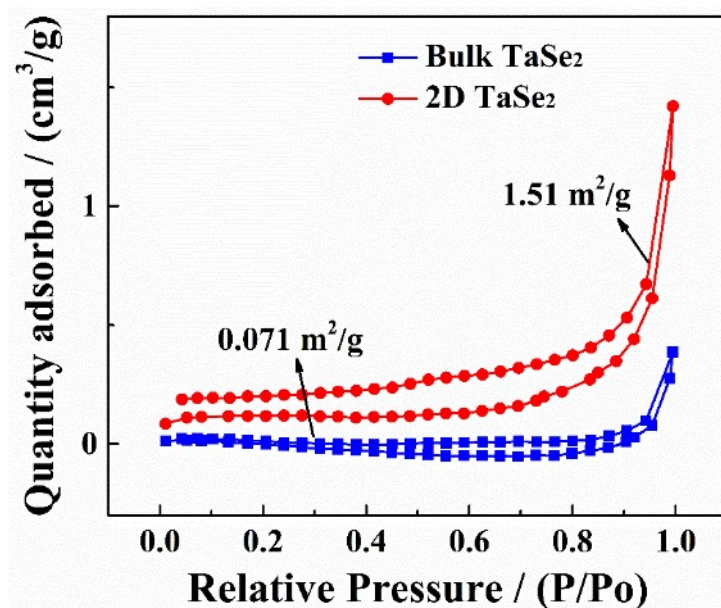 Bulk TaSe₂
2D TaSe₂
Quantity adsorbed / (cm³/g)
1
0
1.51 m²/g
0.071 m²/g
0.0 0.2 0.4 0.6 0.8 1.0
Relative Pressure / (P/Po)